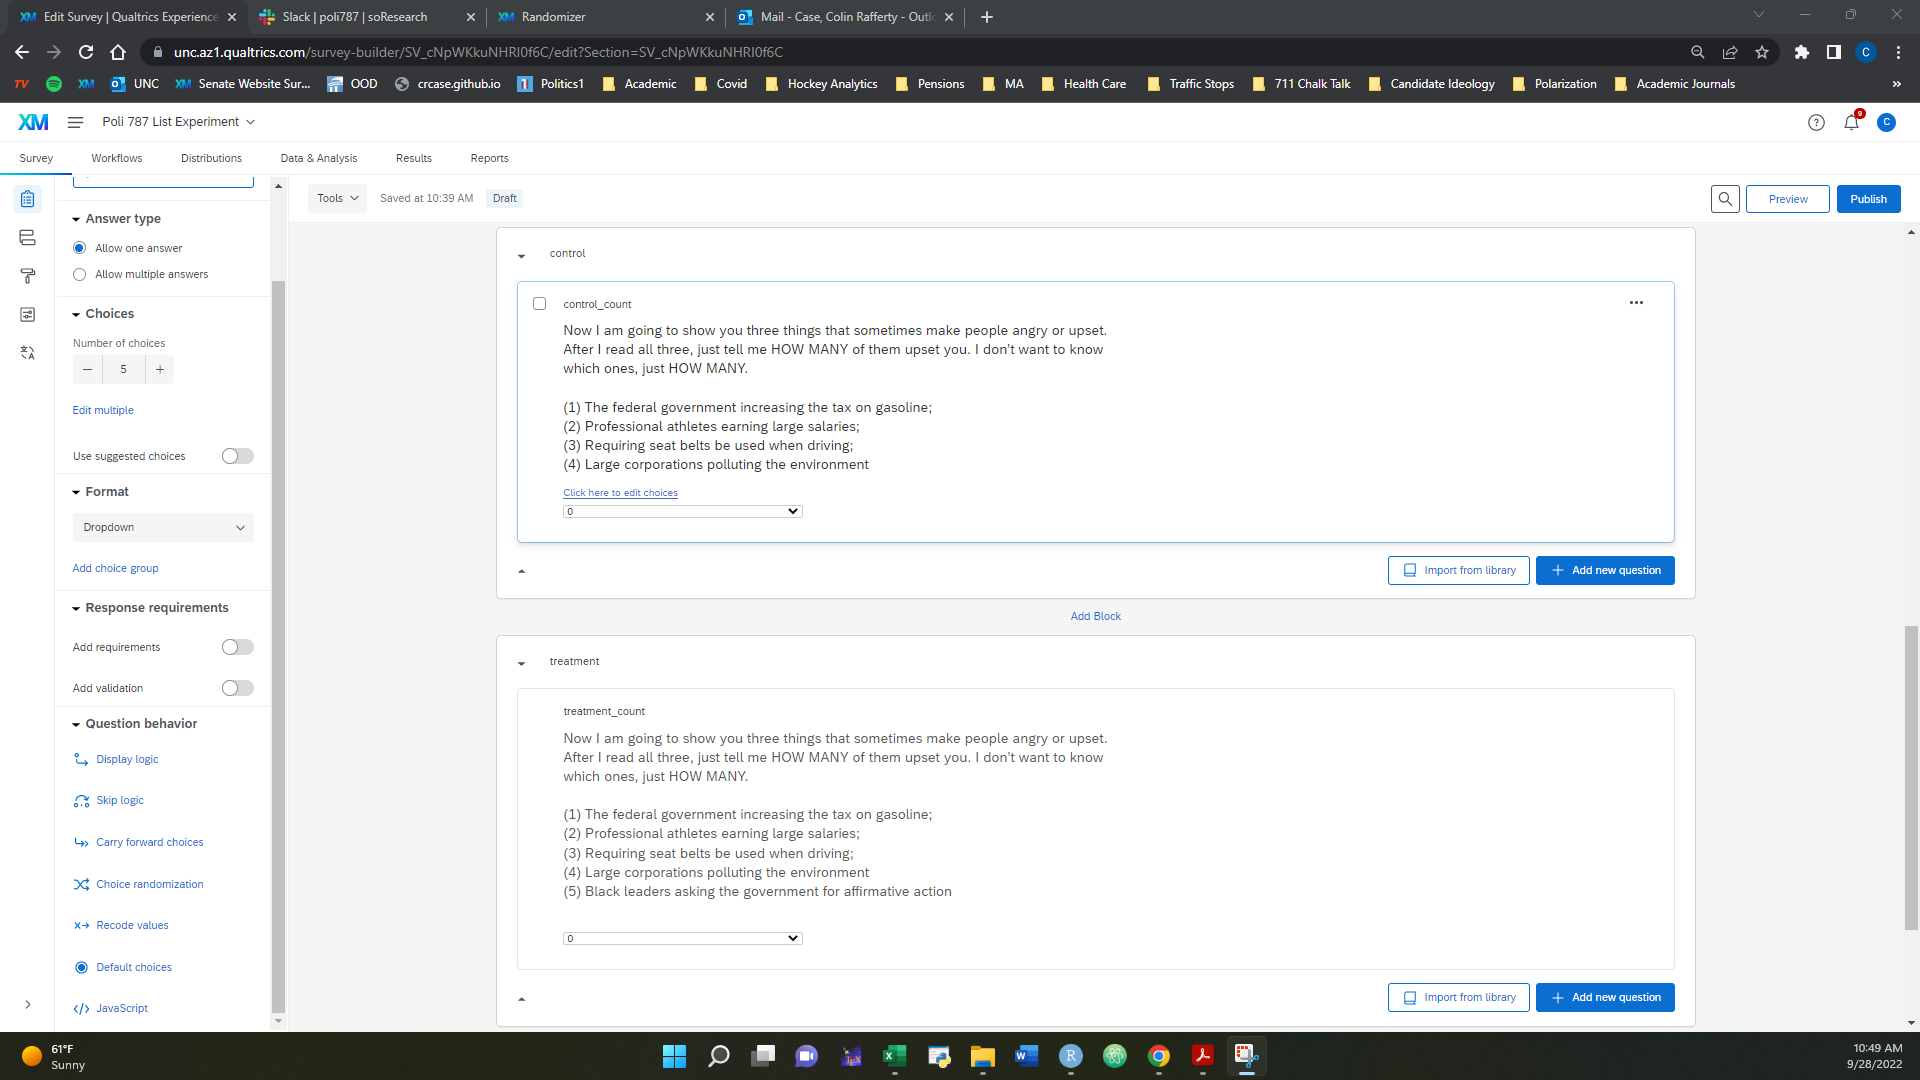 Edit Survey | Qualtrics Experience
Slack | poli787 | soResearch
Randomizer
Mail - Case, Colin Rafferty - Outl
unc.az1.qualtrics.com/survey-builder/SV_cNpWKkuNHRI0f6C/edit?Section=SV_cNpWKkuNHRI0f6C
C
TV
XM
UNC
XM Senate Website Sur...
OOD
crcase.github.io
Politics1
Academic
Covid
Hockey Analytics
Pensions
MA
Health Care
Traffic Stops
711 Chalk Talk
Candidate Ideology
Polarization
Academic Journals
»
XM
Poli 787 List Experiment
9
C
Survey
Workflows
Distributions
Data & Analysis
Results
Reports
Tools
Saved at 10:39 AM
Draft
Preview
Publish
Answer type
Allow one answer
Allow multiple answers
Choices
Number of choices
5
Edit multiple
Use suggested choices
Format
Dropdown
Add choice group
Response requirements
Add requirements
Add validation
Question behavior
Display logic
Skip logic
Carry forward choices
Choice randomization
Recode values
Default choices
JavaScript
control
control_count
Now I am going to show you three things that sometimes make people angry or upset.
After I read all three, just tell me HOW MANY of them upset you. I don't want to know
which ones, just HOW MANY.
(1) The federal government increasing the tax on gasoline;
(2) Professional athletes earning large salaries;
(3) Requiring seat belts be used when driving;
(4) Large corporations polluting the environment
Click here to edit choices
0
Import from library
Add new question
Add Block
treatment
treatment_count
Now I am going to show you three things that sometimes make people angry or upset.
After I read all three, just tell me HOW MANY of them upset you. I don't want to know
which ones, just HOW MANY.
(1) The federal government increasing the tax on gasoline;
(2) Professional athletes earning large salaries;
(3) Requiring seat belts be used when driving;
(4) Large corporations polluting the environment
(5) Black leaders asking the government for affirmative action
0
Import from library
Add new question
61°F
Sunny
10:49 AM
9/28/2022